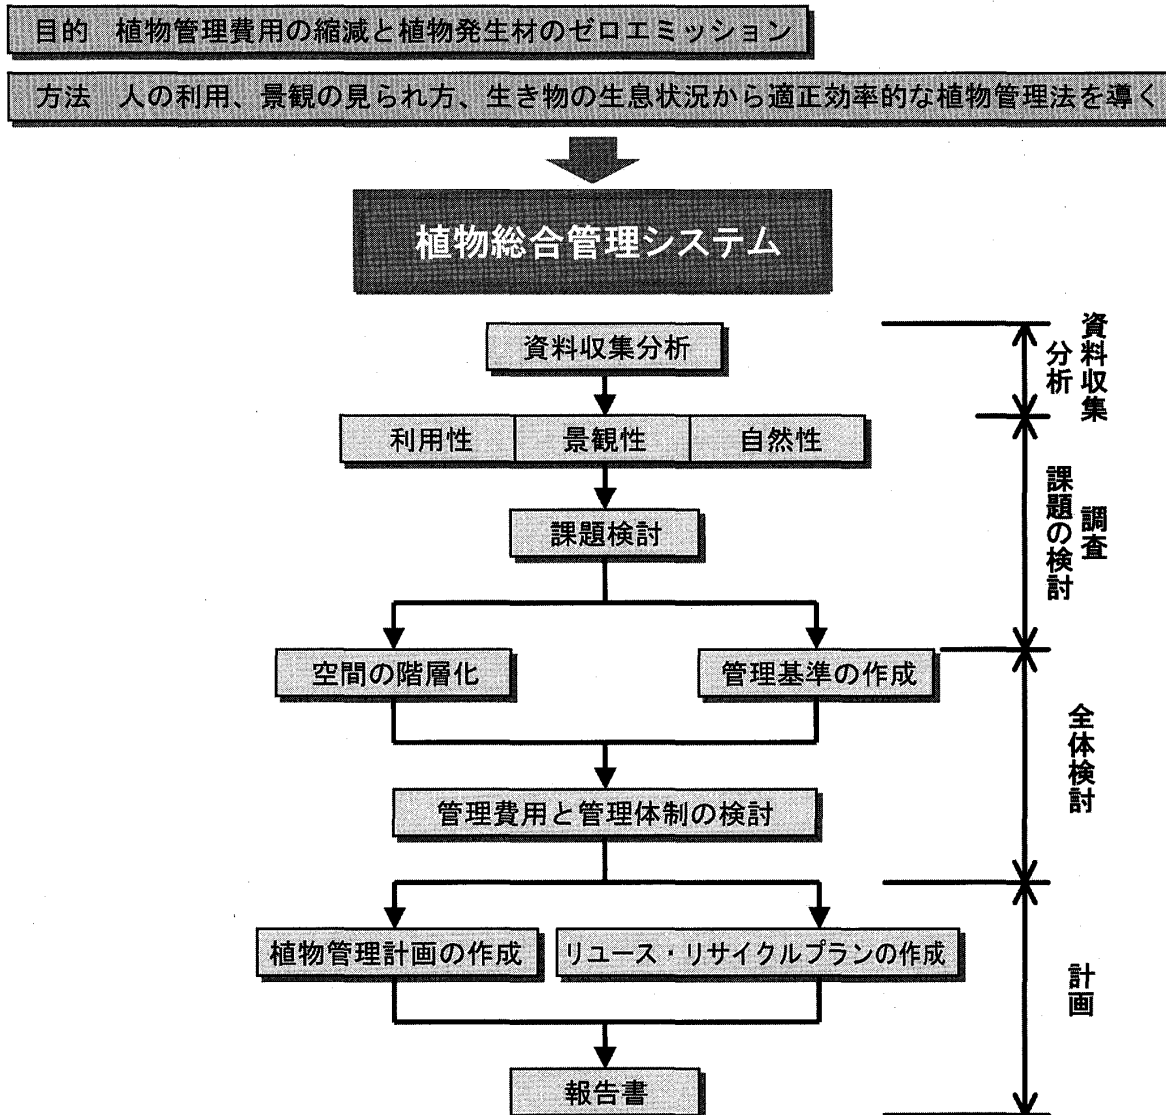 目的　植物管理費用の縮減と植物発生材のゼロエミッション
方法　人の利用、景観の見られ方、生き物の生息状況から適正効率的な植物管理法を導く
植物総合管理システム
資料収集分析
資料収集
分析
利用性
景観性
自然性
課題検討
調査
課題の検討
空間の階層化
管理基準の作成
管理費用と管理体制の検討
全体検討
植物管理計画の作成
リユース・リサイクルプランの作成
計画
報告書